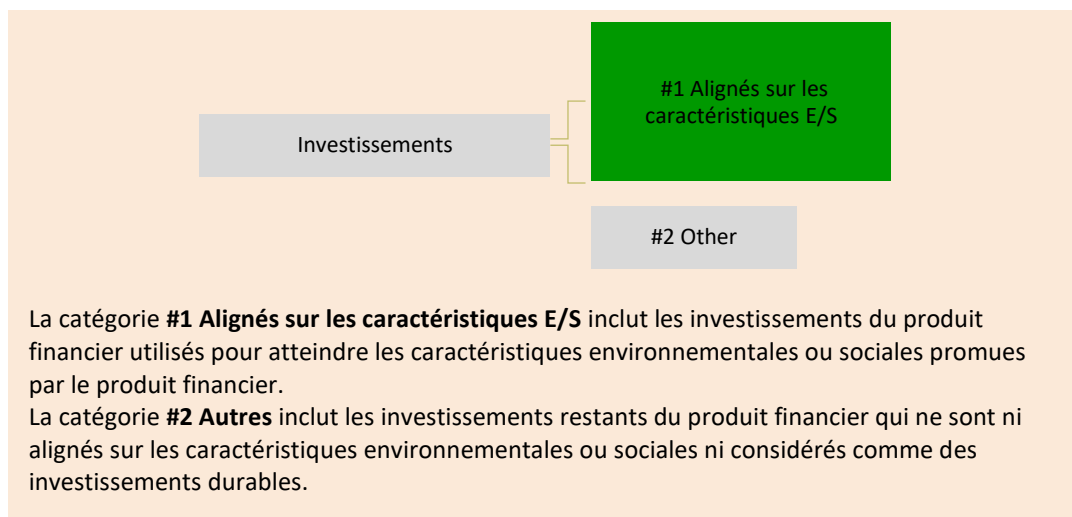 #1 Alignés sur les
caractéristiques E/S
Investissements
#2 Other
La catégorie #1 Alignés sur les caractéristiques E/S inclut les investissements du produit
financier utilisés pour atteindre les caractéristiques environnementales ou sociales promues
par le produit financier.
La catégorie #2 Autres inclut les investissements restants du produit financier qui ne sont ni
alignés sur les caractéristiques environnementales ou sociales ni considérés comme des
investissements durables.